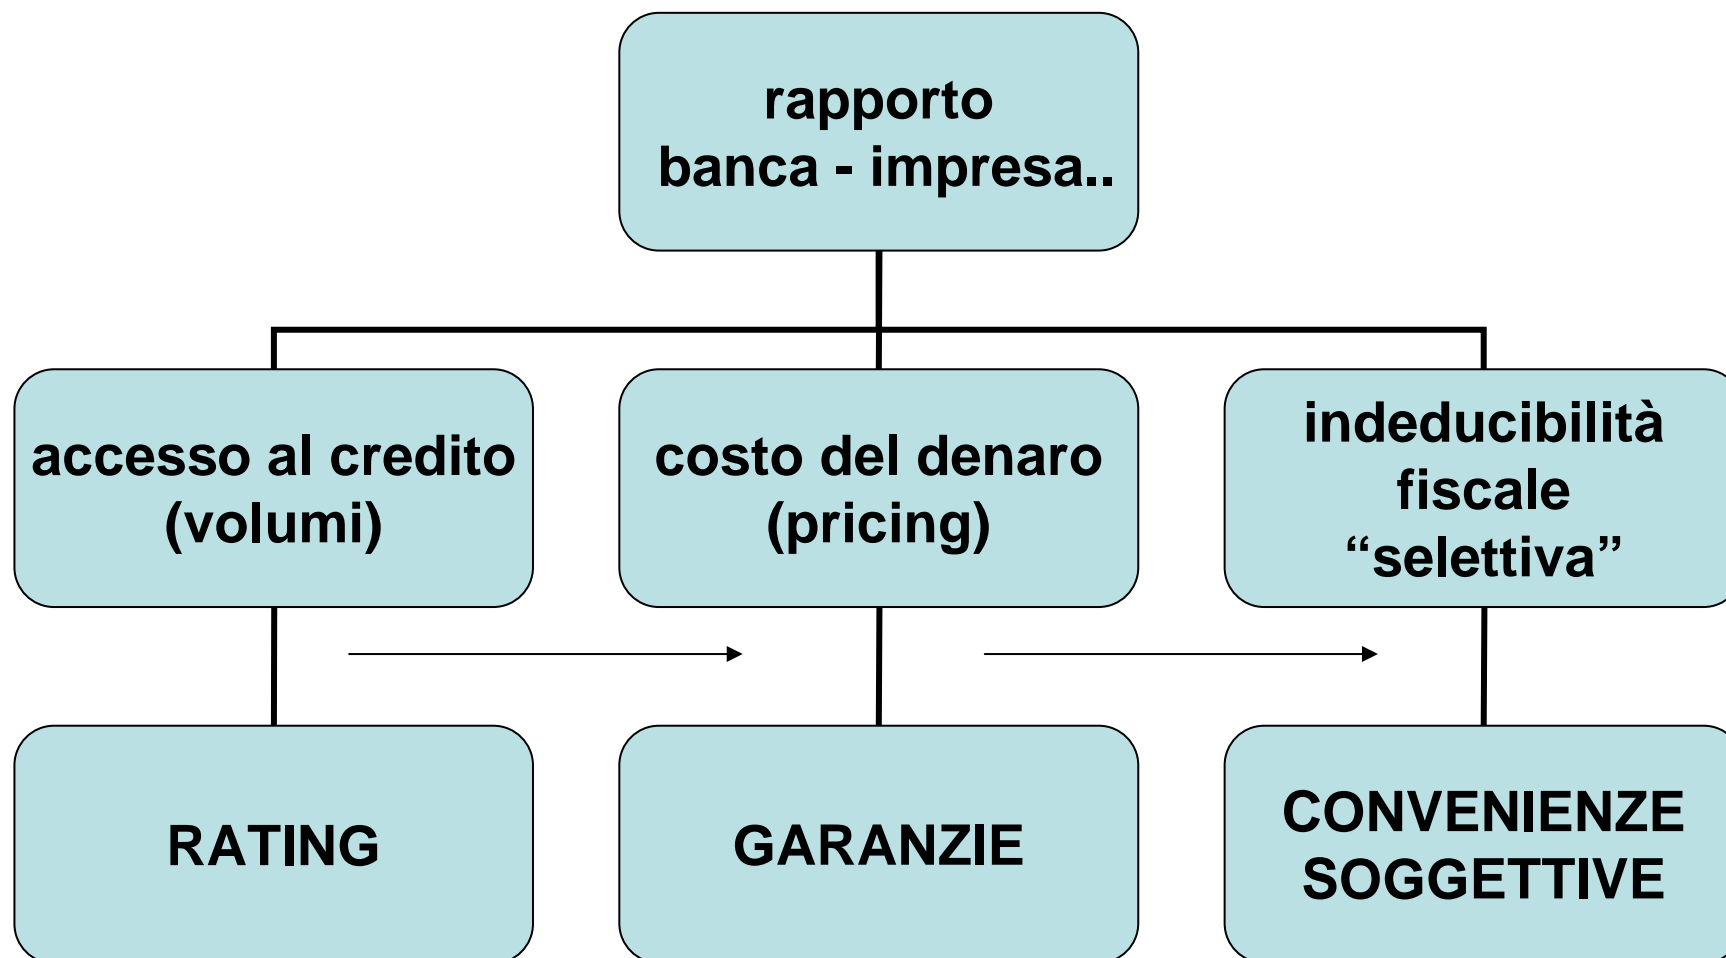 rapporto
banca - impresa..
accesso al credito
(volumi)
costo del denaro
(pricing)
indeducibilità
fiscale
“selettiva”
RATING
GARANZIE
CONVENIENZE
SOGGETTIVE